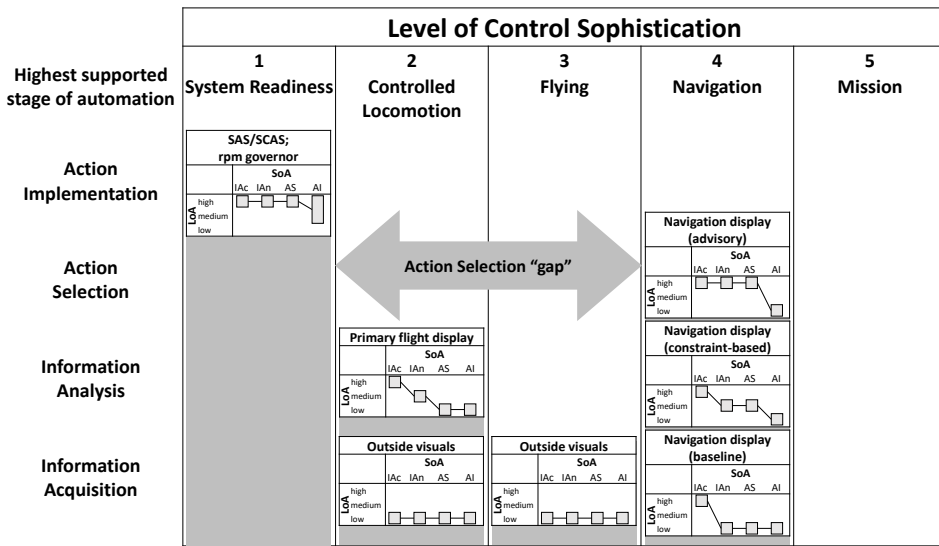 Level of Control Sophistication
Highest supported
stage of automation
1
System Readiness
2
Controlled
Locomotion
3
Flying
4
Navigation
5
Mission
Action
Implementation
SAS/SCAS;
rpm governor
SoA
IAc IAn AS AI
LoA
high
medium
low
Action
Selection
Action Selection “gap”
Navigation display
(advisory)
SoA
IAc IAn AS AI
LoA
high
medium
low
Information
Analysis
Primary flight display
SoA
IAc IAn AS AI
LoA
high
medium
low
Navigation display
(constraint-based)
SoA
IAc IAn AS AI
LoA
high
medium
low
Information
Acquisition
Outside visuals
SoA
IAc IAn AS AI
LoA
high
medium
low
Outside visuals
SoA
IAc IAn AS AI
LoA
high
medium
low
Navigation display
(baseline)
SoA
IAc IAn AS AI
LoA
high
medium
low